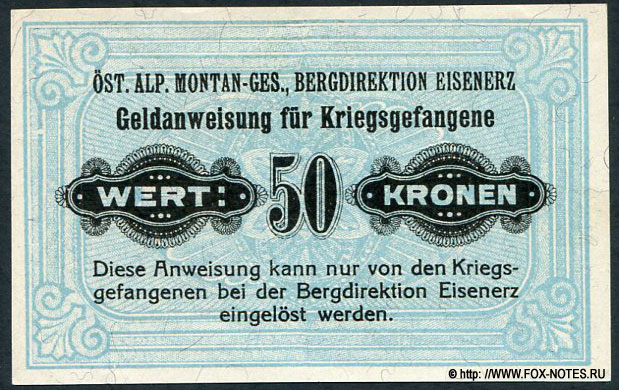 ÖST. ALP. MONTAN-GES., BERGDIREKTION EISENERZ
Geldanweisung für Kriegsgefangene
WERT: 50 KRONEN
Diese Anweisung kann nur von den Kriegs-
gefangenen bei der Bergdirektion Eisenerz
eingelöst werden.
© http: //www.FOX-NOTES.RU